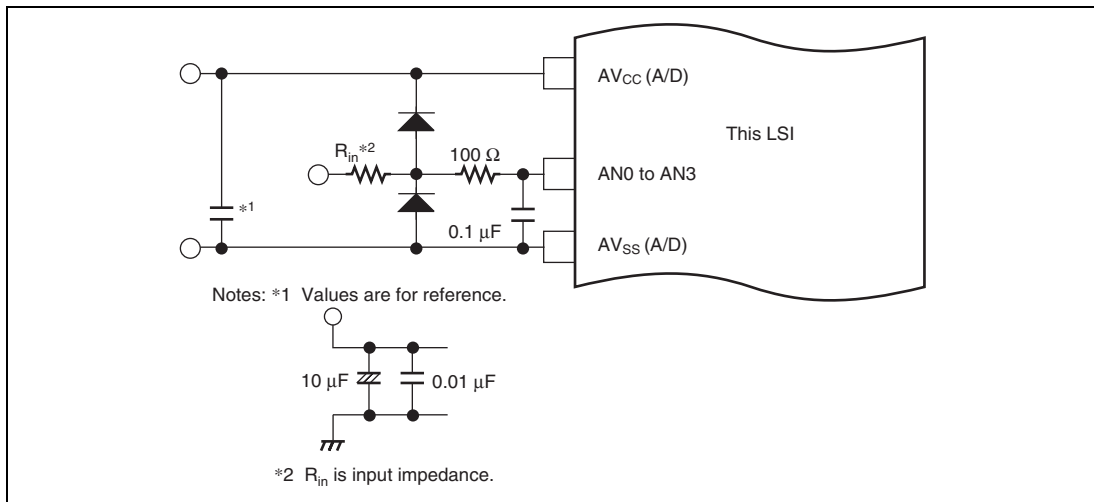 AVCC (A/D)
This LSI
Rin*2
100 Ω
AN0 to AN3
*1
0.1 µF
AVSS (A/D)
Notes: *1 Values are for reference.
10 µF
0.01 µF
*2 Rin is input impedance.